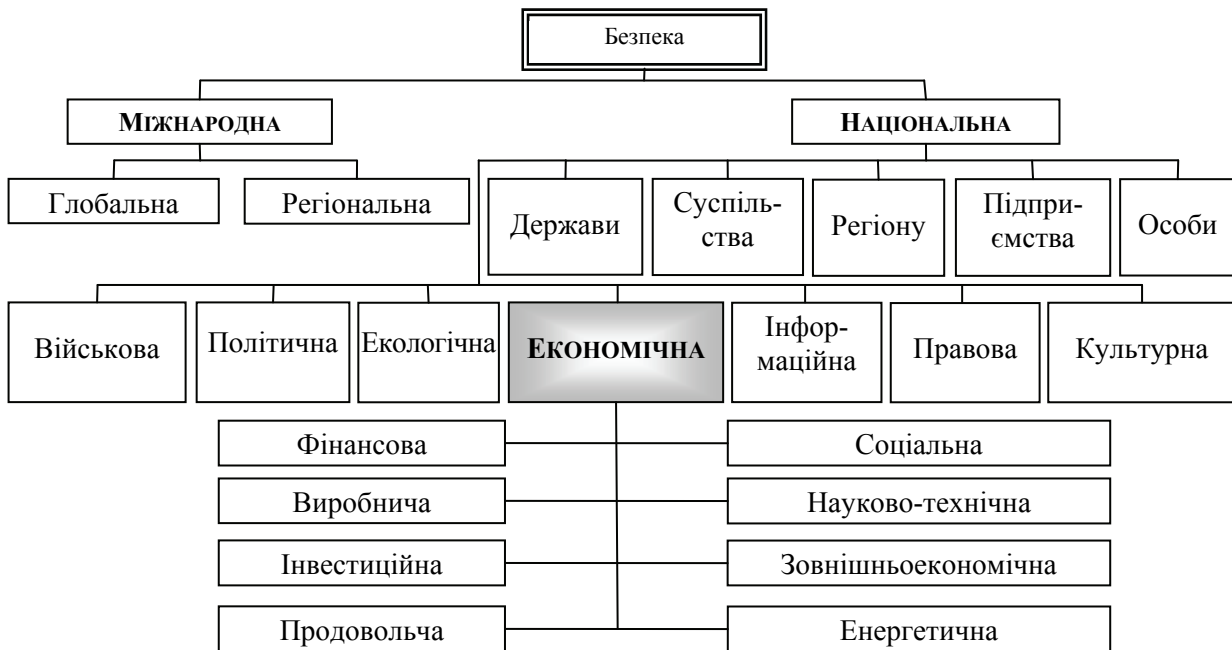 Безпека
МІЖНАРОДНА
НАЦІОНАЛЬНА
Глобальна
Регіональна
Держави
Суспіль-
ства
Регіону
Підпри-
ємства
Особи
Військова
Політична
Екологічна
ЕКОНОМІЧНА
Інфор-
маційна
Правова
Культурна
Фінансова
Соціальна
Виробнича
Науково-технічна
Інвестиційна
Зовнішньоекономічна
Продовольча
Енергетична